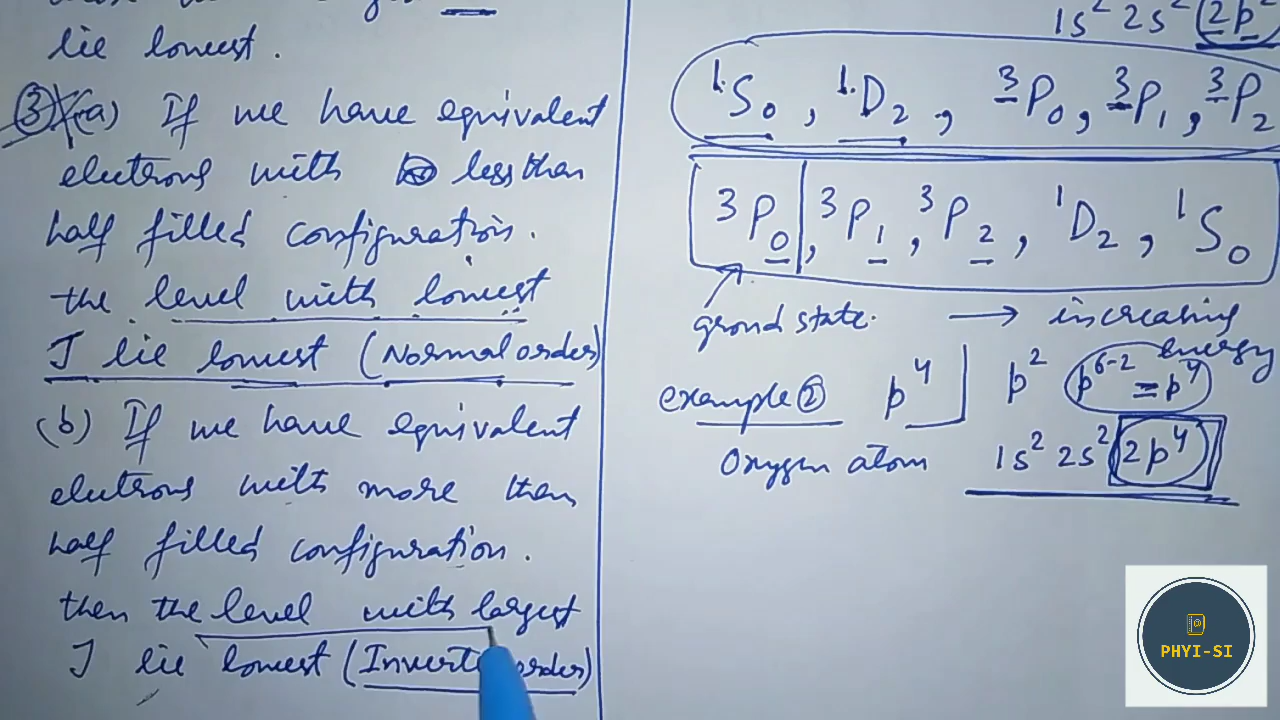 lie lowest.
③ (a) If we have equivalent
electrons with less than
half filled configuration.
the level with lowest
J lie lowest (Normal order)
(b) If we have equivalent
electrons with more than
half filled configuration.
then the level with largest
J lie lowest (Invert order)
1s² 2s² 2p²
¹S₀, ¹D₂, ³P₀, ³P₁, ³P₂
³P₀, ³P₁, ³P₂, ¹D₂, ¹S₀
grond state. → increasing
energy
example ② p⁴ p² p⁶⁻² = p⁴
Oxygen atom 1s² 2s² 2p⁴
PHYI-SI